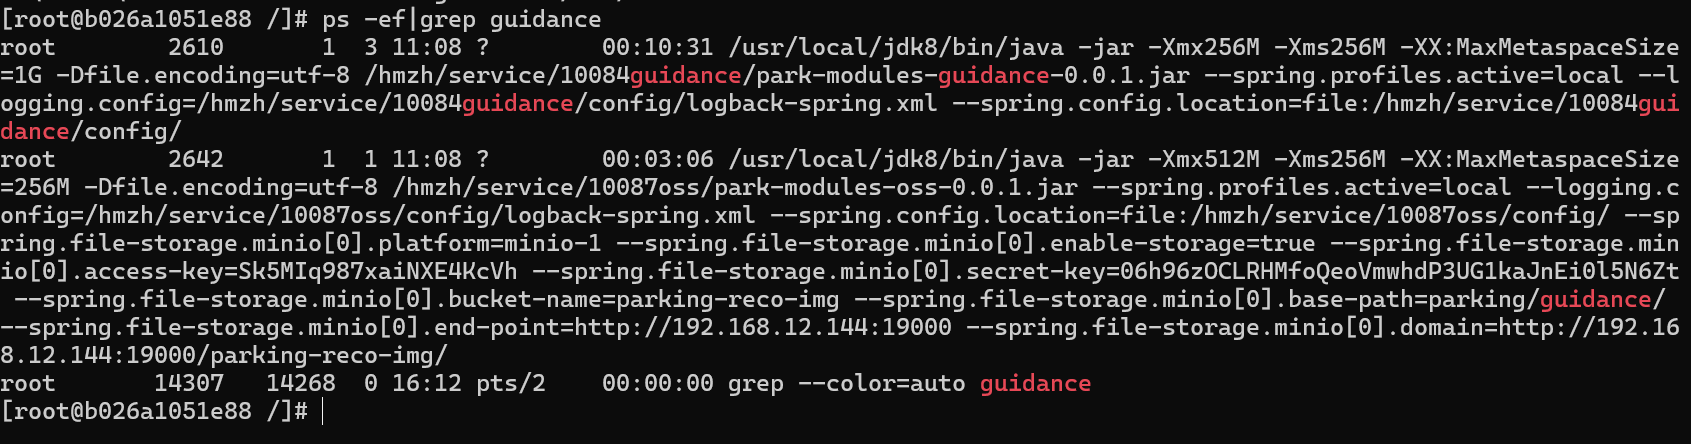 [root@b026a1051e88 /]# ps -ef|grep guidance
root        2610       1  3 11:08 ?        00:10:31 /usr/local/jdk8/bin/java -jar -Xmx256M -Xms256M -XX:MaxMetaspaceSize
=1G -Dfile.encoding=utf-8 /hmzh/service/10084guidance/park-modules-guidance-0.0.1.jar --spring.profiles.active=local --l
ogging.config=/hmzh/service/10084guidance/config/logback-spring.xml --spring.config.location=file:/hmzh/service/10084gui
dance/config/
root        2642       1  1 11:08 ?        00:03:06 /usr/local/jdk8/bin/java -jar -Xmx512M -Xms256M -XX:MaxMetaspaceSize
=256M -Dfile.encoding=utf-8 /hmzh/service/10087oss/park-modules-oss-0.0.1.jar --spring.profiles.active=local --logging.c
onfig=/hmzh/service/10087oss/config/logback-spring.xml --spring.config.location=file:/hmzh/service/10087oss/config/ --sp
ring.file-storage.minio[0].platform=minio-1 --spring.file-storage.minio[0].enable-storage=true --spring.file-storage.min
io[0].access-key=Sk5MIq987xaiNXE4KcVh --spring.file-storage.minio[0].secret-key=06h96zOCLRHMfoQeoVmwhdP3UG1kaJnEi0l5N6Zt
 --spring.file-storage.minio[0].bucket-name=parking-reco-img --spring.file-storage.minio[0].base-path=parking/guidance/
--spring.file-storage.minio[0].end-point=http://192.168.12.144:19000 --spring.file-storage.minio[0].domain=http://192.16
8.12.144:19000/parking-reco-img/
root       14307   14268  0 16:12 pts/2    00:00:00 grep --color=auto guidance
[root@b026a1051e88 /]#